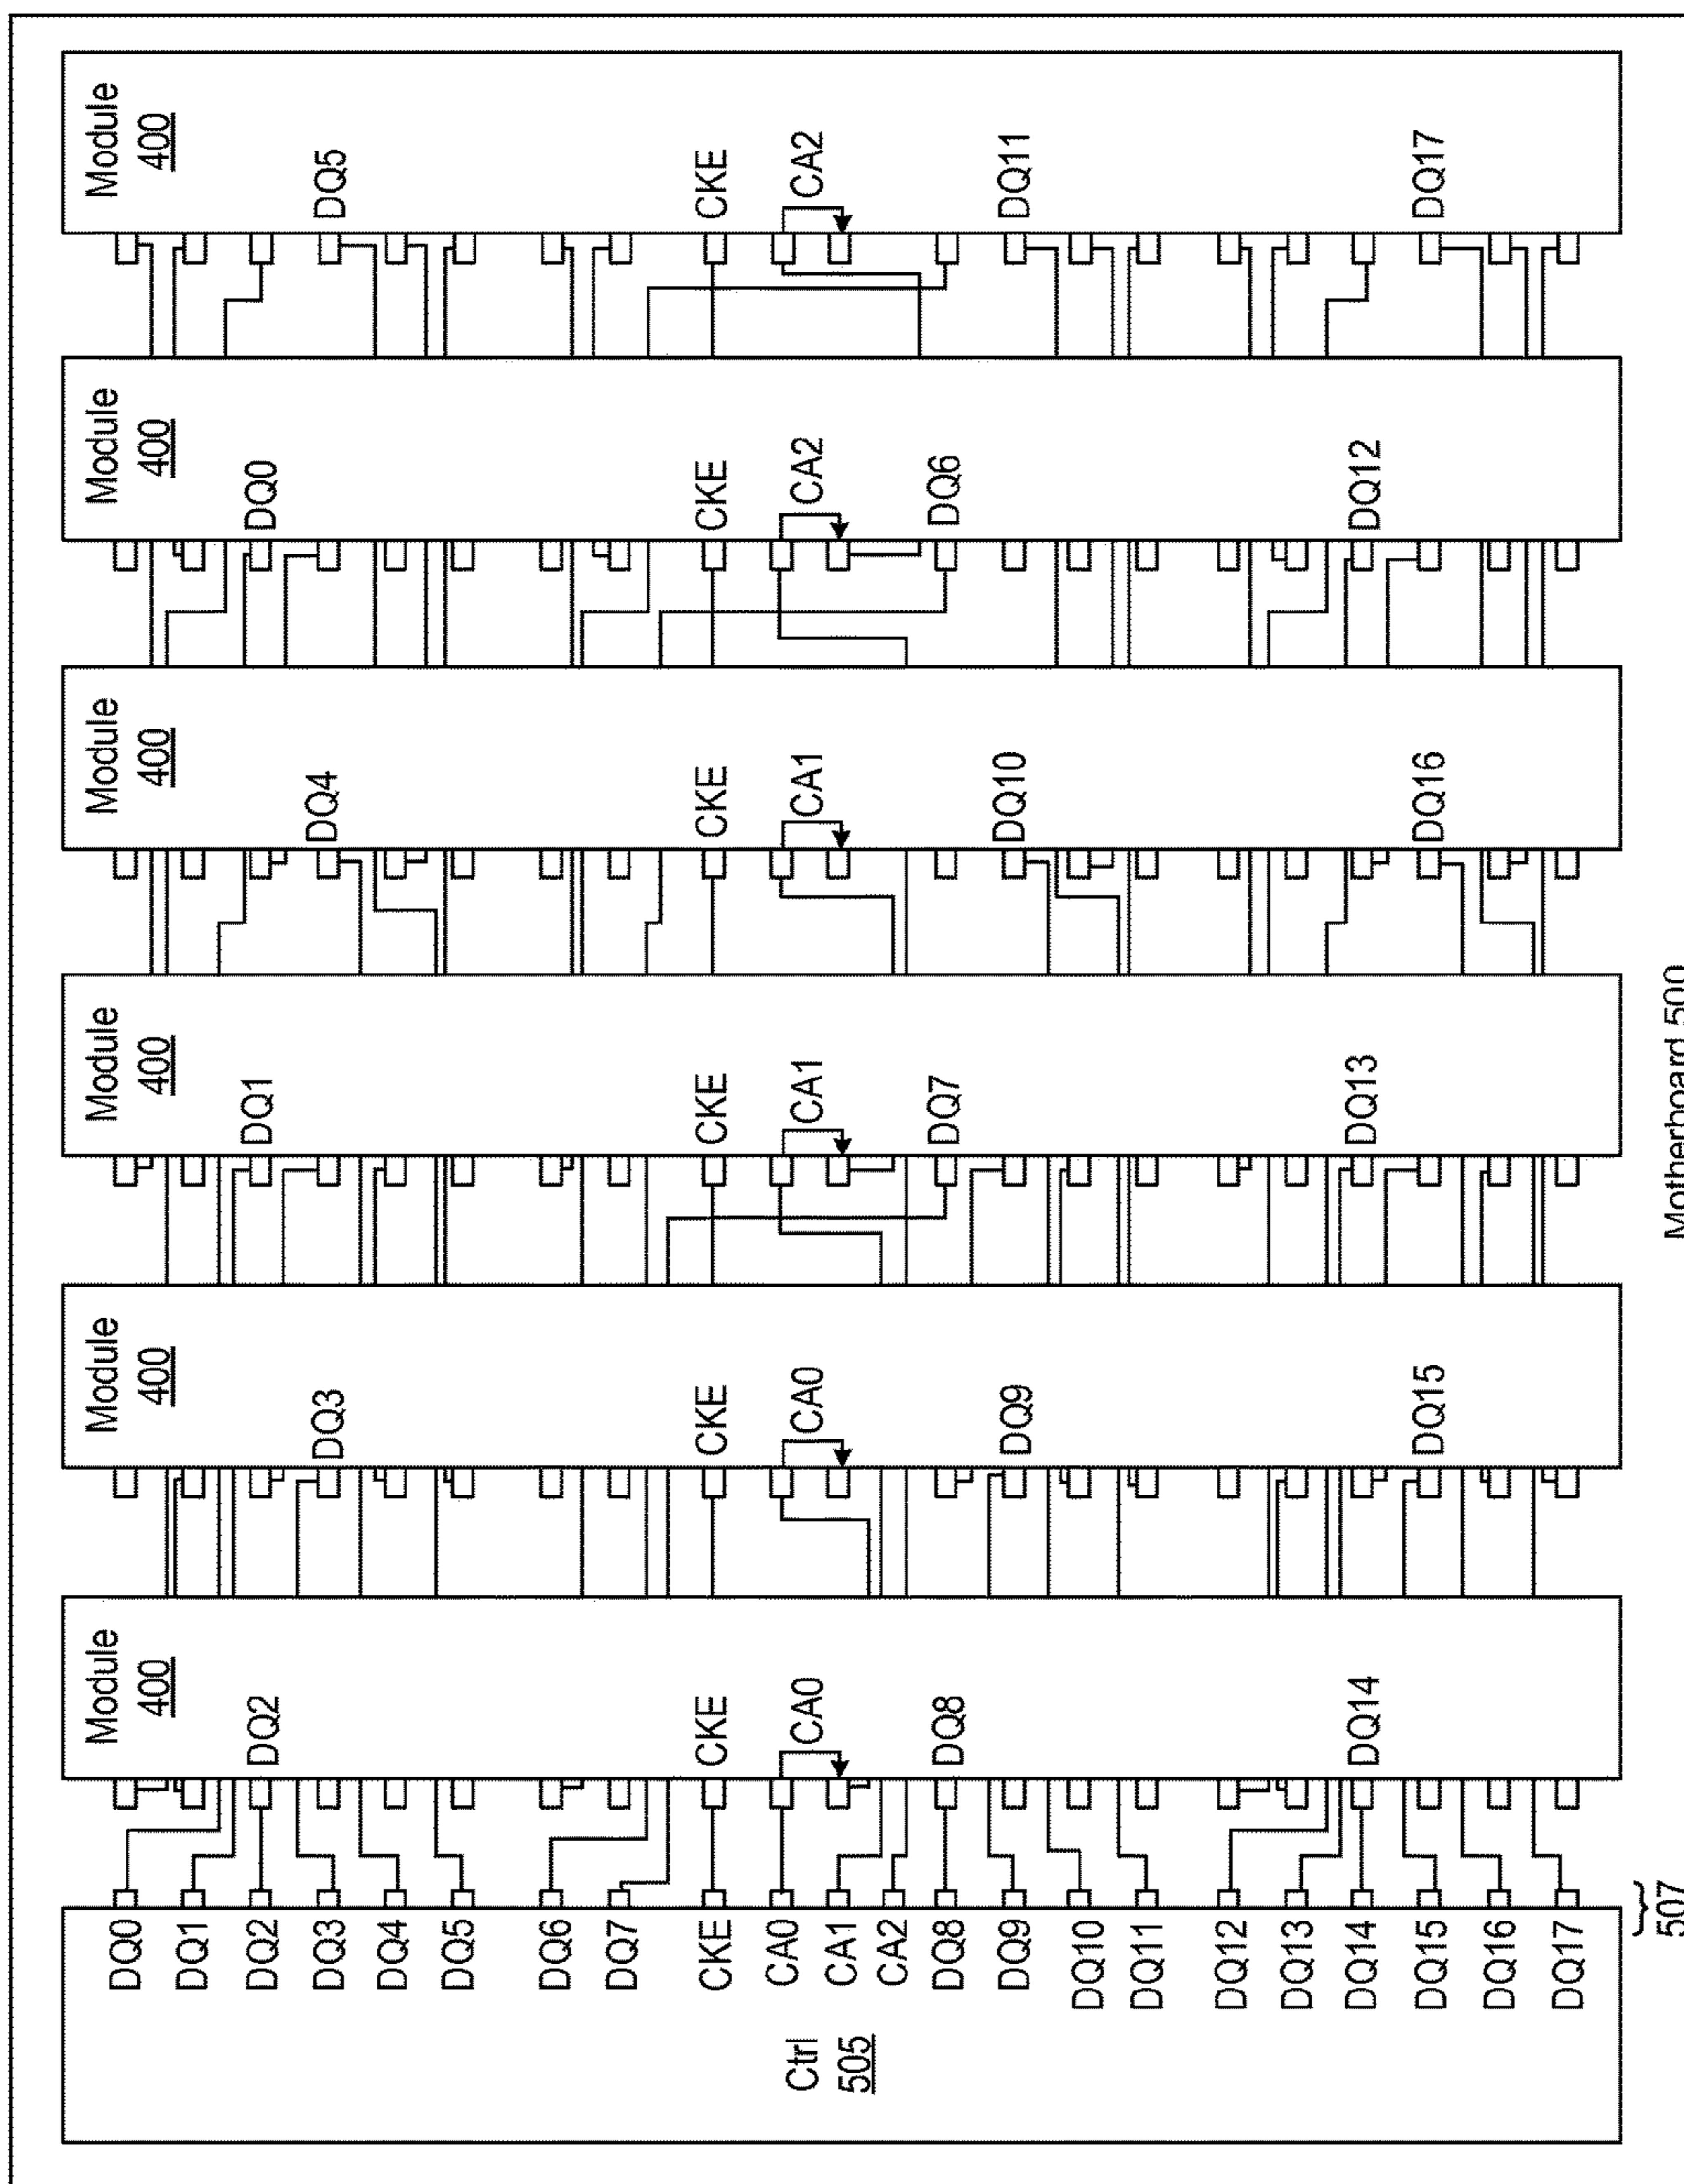 Module
400
DQ5
CKE
CA2
DQ11
DQ17
Module
400
DQ0
CKE
CA2
DQ6
DQ12
Module
400
DQ4
CKE
CA1
DQ10
DQ16
Module
400
DQ1
CKE
CA1
DQ7
DQ13
Module
400
DQ3
CKE
CA0
DQ9
DQ15
Module
400
DQ2
CKE
CA0
DQ8
DQ14
DQ0
DQ1
DQ2
DQ3
DQ4
DQ5
DQ6
DQ7
CKE
CA0
CA1
CA2
DQ8
DQ9
DQ10
DQ11
DQ12
DQ13
DQ14
DQ15
DQ16
DQ17
Ctrl
505
507
Motherboard 500